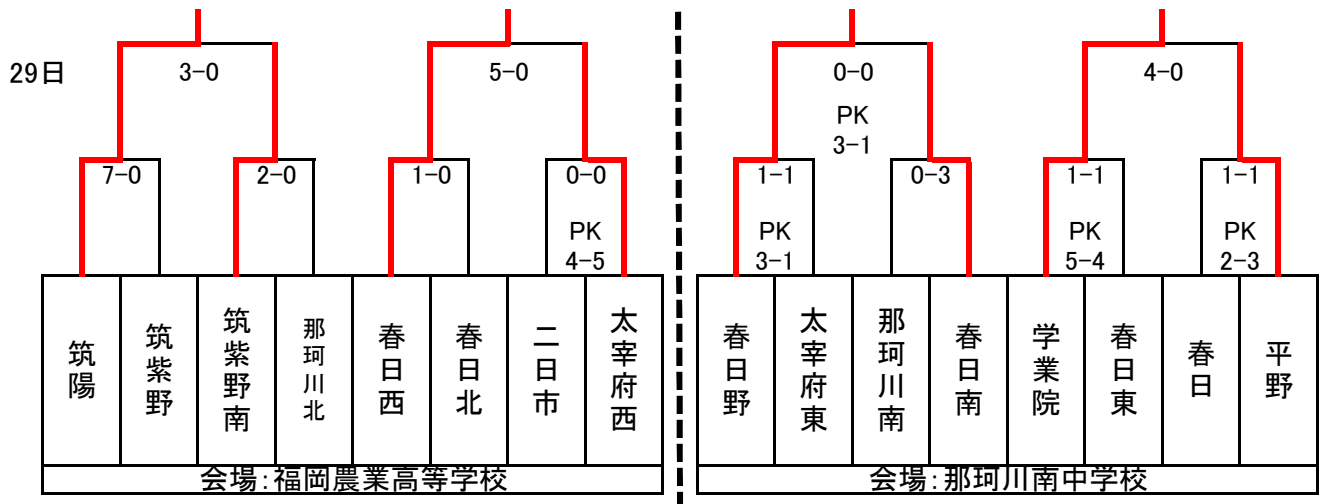 29日
3-0
5-0
0-0
4-0
PK
3-1
7-0
2-0
1-0
0-0
1-1
0-3
1-1
1-1
PK
4-5
PK
3-1
PK
5-4
PK
2-3
筑陽
筑紫野
筑紫野南
那珂川北
春日西
春日北
二日市
太宰府西
春日野
太宰府東
那珂川南
春日南
学業院
春日東
春日
平野
会場:福岡農業高等学校
会場:那珂川南中学校